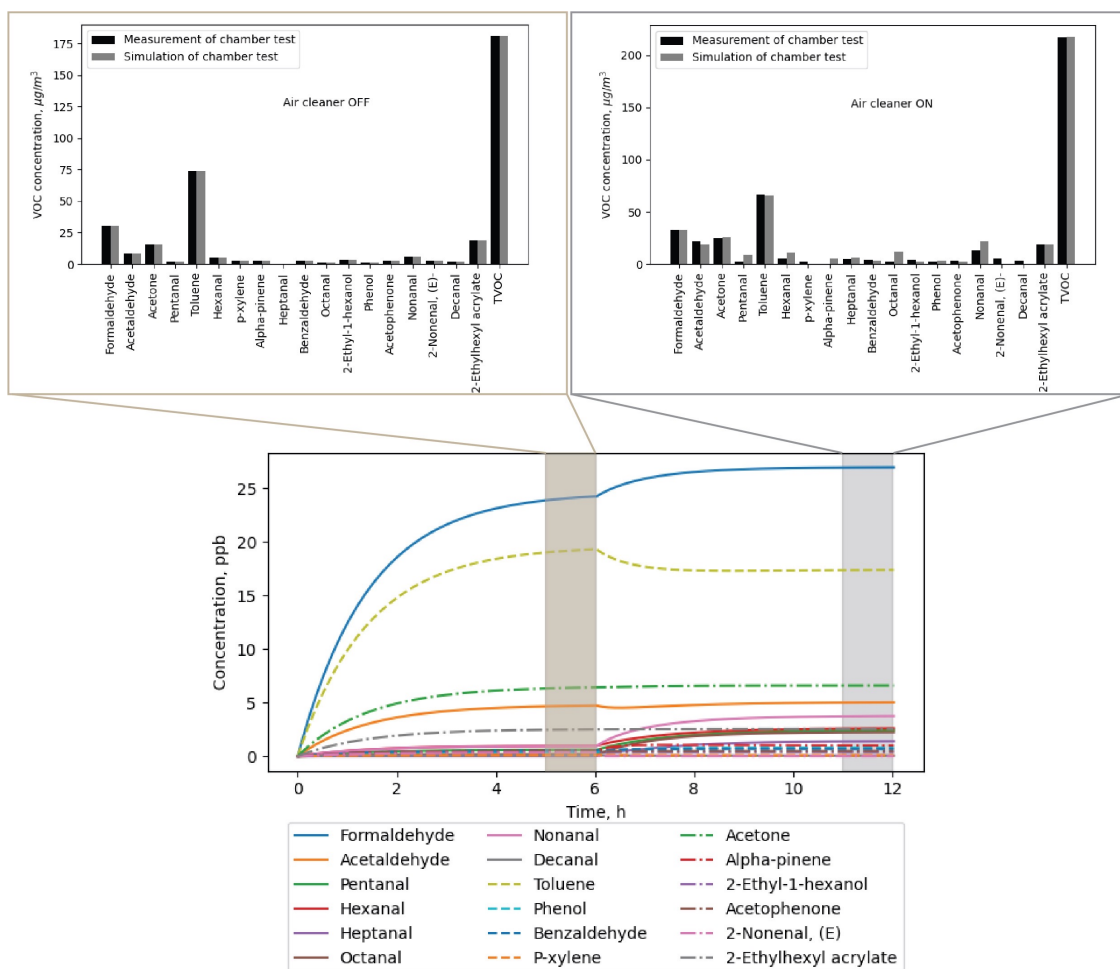 Measurement of chamber test
Simulation of chamber test
Air cleaner OFF
VOC concentration, μg/m³
175
150
125
100
75
50
25
0
Formaldehyde
Acetaldehyde
Acetone
Pentanal
Toluene
Hexanal
p-xylene
Alpha-pinene
Heptanal
Benzaldehyde
Octanal
2-Ethyl-1-hexanol
Phenol
Acetophenone
Nonanal
2-Nonenal, (E)-
Decanal
2-Ethylhexyl acrylate
TVOC
Measurement of chamber test
Simulation of chamber test
Air cleaner ON
VOC concentration, μg/m³
200
150
100
50
0
Formaldehyde
Acetaldehyde
Acetone
Pentanal
Toluene
Hexanal
p-xylene
Alpha-pinene
Heptanal
Benzaldehyde
Octanal
2-Ethyl-1-hexanol
Phenol
Acetophenone
Nonanal
2-Nonenal, (E)-
Decanal
2-Ethylhexyl acrylate
TVOC
Concentration, ppb
25
20
15
10
5
0
0 2 4 6 8 10 12
Time, h
Formaldehyde Nonanal Acetone
Acetaldehyde Decanal Alpha-pinene
Pentanal Toluene 2-Ethyl-1-hexanol
Hexanal Phenol Acetophenone
Heptanal Benzaldehyde 2-Nonenal, (E)
Octanal P-xylene 2-Ethylhexyl acrylate